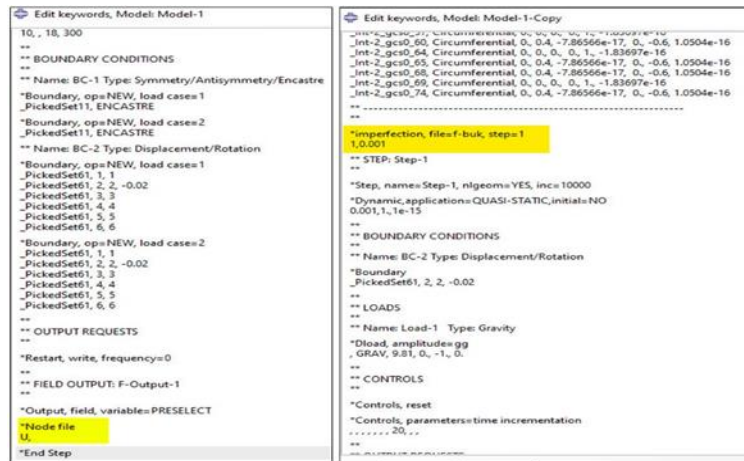 Edit keywords, Model: Model-1
10, , 18, 300
**
** BOUNDARY CONDITIONS
**
** Name: BC-1 Type: Symmetry/Antisymmetry/Encastre
*Boundary, op=NEW, load case=1
_PickedSet11, ENCASTRE
*Boundary, op=NEW, load case=2
_PickedSet11, ENCASTRE
** Name: BC-2 Type: Displacement/Rotation
*Boundary, op=NEW, load case=1
_PickedSet61, 1, 1
_PickedSet61, 2, 2, -0.02
_PickedSet61, 3, 3
_PickedSet61, 4, 4
_PickedSet61, 5, 5
_PickedSet61, 6, 6
*Boundary, op=NEW, load case=2
_PickedSet61, 1, 1
_PickedSet61, 2, 2, -0.02
_PickedSet61, 3, 3
_PickedSet61, 4, 4
_PickedSet61, 5, 5
_PickedSet61, 6, 6
**
** OUTPUT REQUESTS
**
*Restart, write, frequency=0
**
** FIELD OUTPUT: F-Output-1
**
*Output, field, variable=PRESELECT
*Node file
U,
*End Step
Edit keywords, Model: Model-1-Copy
_Int-2_gcs0_60, Circumferential, 0., 0.4, -7.86566e-17, 0., -0.6, 1.0504e-16
_Int-2_gcs0_64, Circumferential, 0., 0., 0., 0., 1., -1.83697e-16
_Int-2_gcs0_65, Circumferential, 0., 0.4, -7.86566e-17, 0., -0.6, 1.0504e-16
_Int-2_gcs0_68, Circumferential, 0., 0.4, -7.86566e-17, 0., -0.6, 1.0504e-16
_Int-2_gcs0_69, Circumferential, 0., 0., 0., 0., 1., -1.83697e-16
_Int-2_gcs0_74, Circumferential, 0., 0.4, -7.86566e-17, 0., -0.6, 1.0504e-16
** ----------------------------------------------------------------
**
*imperfection, file=f-buk, step=1
1,0.001
** STEP: Step-1
**
*Step, name=Step-1, nlgeom=YES, inc=10000
*Dynamic,application=QUASI-STATIC,initial=NO
0.001,1.,1e-15
**
** BOUNDARY CONDITIONS
**
** Name: BC-2 Type: Displacement/Rotation
*Boundary
_PickedSet61, 2, 2, -0.02
**
** LOADS
**
** Name: Load-1   Type: Gravity
*Dload, amplitude=gg
, GRAV, 9.81, 0., -1., 0.
**
** CONTROLS
**
*Controls, reset
*Controls, parameters=time incrementation
, , , , , , , 20, , ,
**